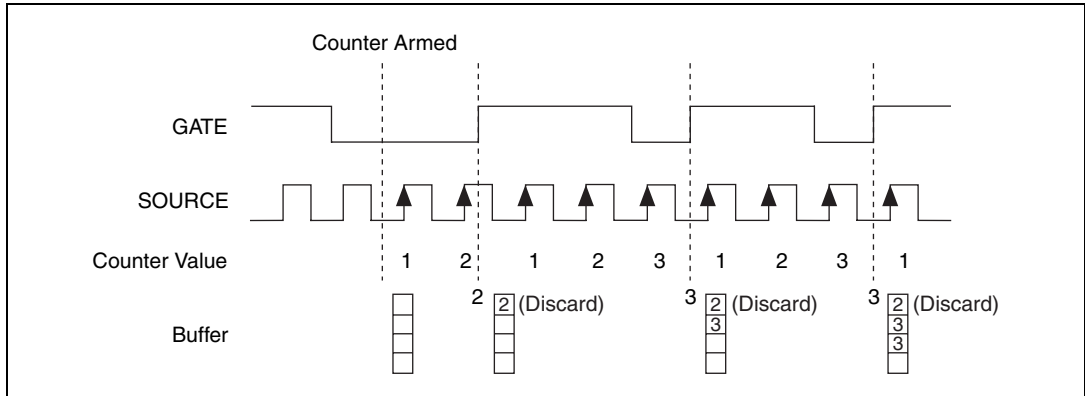 Counter Armed
GATE
SOURCE
Counter Value 1 2 1 2 3 1 2 3 1
2 3 3
Buffer
2 (Discard) 2 (Discard) 2 (Discard)
3 3
3